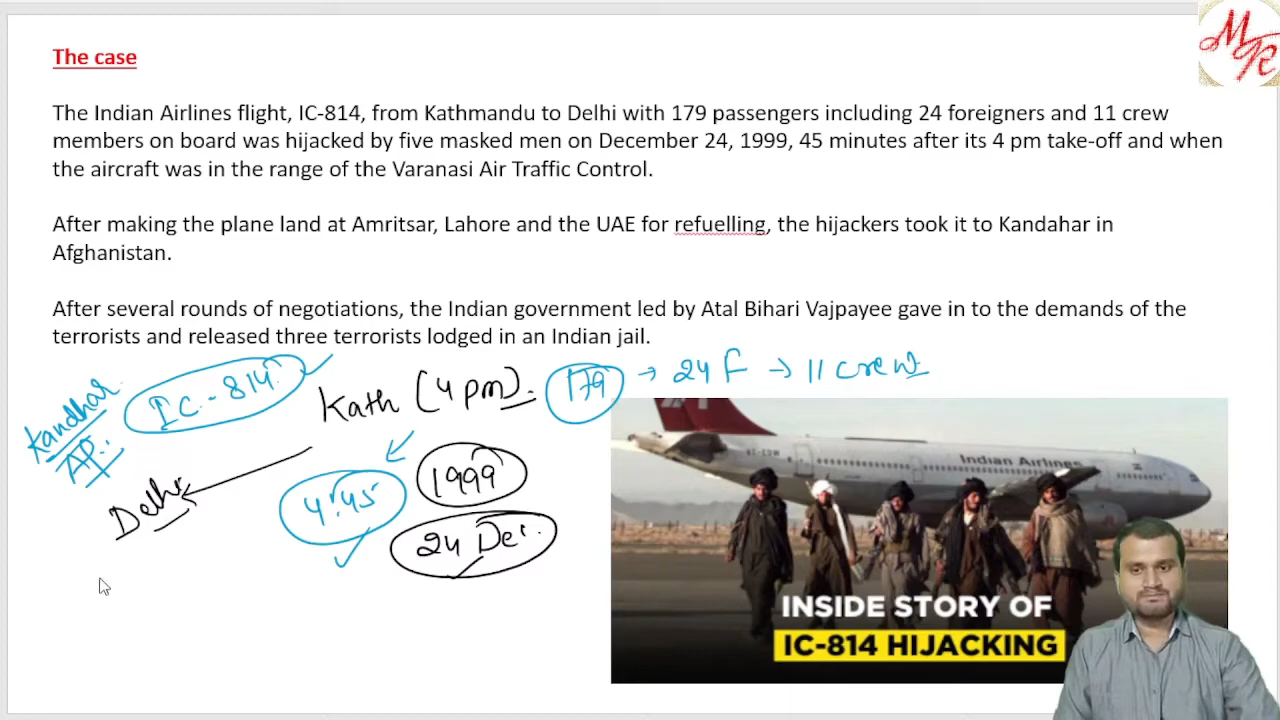 MR
The case
The Indian Airlines flight, IC-814, from Kathmandu to Delhi with 179 passengers including 24 foreigners and 11 crew
members on board was hijacked by five masked men on December 24, 1999, 45 minutes after its 4 pm take-off and when
the aircraft was in the range of the Varanasi Air Traffic Control.
After making the plane land at Amritsar, Lahore and the UAE for refuelling, the hijackers took it to Kandahar in
Afghanistan.
After several rounds of negotiations, the Indian government led by Atal Bihari Vajpayee gave in to the demands of the
terrorists and released three terrorists lodged in an Indian jail.
IC-814
Kath (4 pm)
179 → 24 F → 11 crew
Kandhar
Delhi
4:45
1999
24 Dec.
Indian Airlines
INSIDE STORY OF
IC-814 HIJACKING